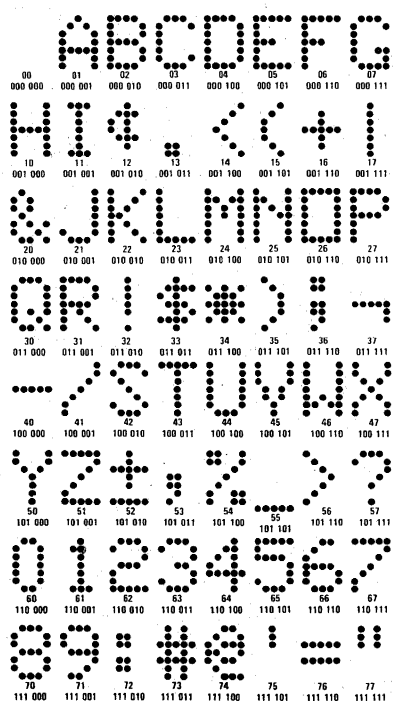 A B C D E F G
00 01 02 03 04 05 06 07
000 000 000 001 000 010 000 011 000 100 000 101 000 110 000 111
H I ¢ . < ( + |
10 11 12 13 14 15 16 17
001 000 001 001 001 010 001 011 001 100 001 101 001 110 001 111
& J K L M N O P
20 21 22 23 24 25 26 27
010 000 010 001 010 010 010 011 010 100 010 101 010 110 010 111
Q R ! $ * ) ; ¬
30 31 32 33 34 35 36 37
011 000 011 001 011 010 011 011 011 100 011 101 011 110 011 111
- / S T U V W X
40 41 42 43 44 45 46 47
100 000 100 001 100 010 100 011 100 100 100 101 100 110 100 111
Y Z ± , % _ > ?
50 51 52 53 54 55 56 57
101 000 101 001 101 010 101 011 101 100 101 101 101 110 101 111
0 1 2 3 4 5 6 7
60 61 62 63 64 65 66 67
110 000 110 001 110 010 110 011 110 100 110 101 110 110 110 111
8 9 : # @ ' = "
70 71 72 73 74 75 76 77
111 000 111 001 111 010 111 011 111 100 111 101 111 110 111 111